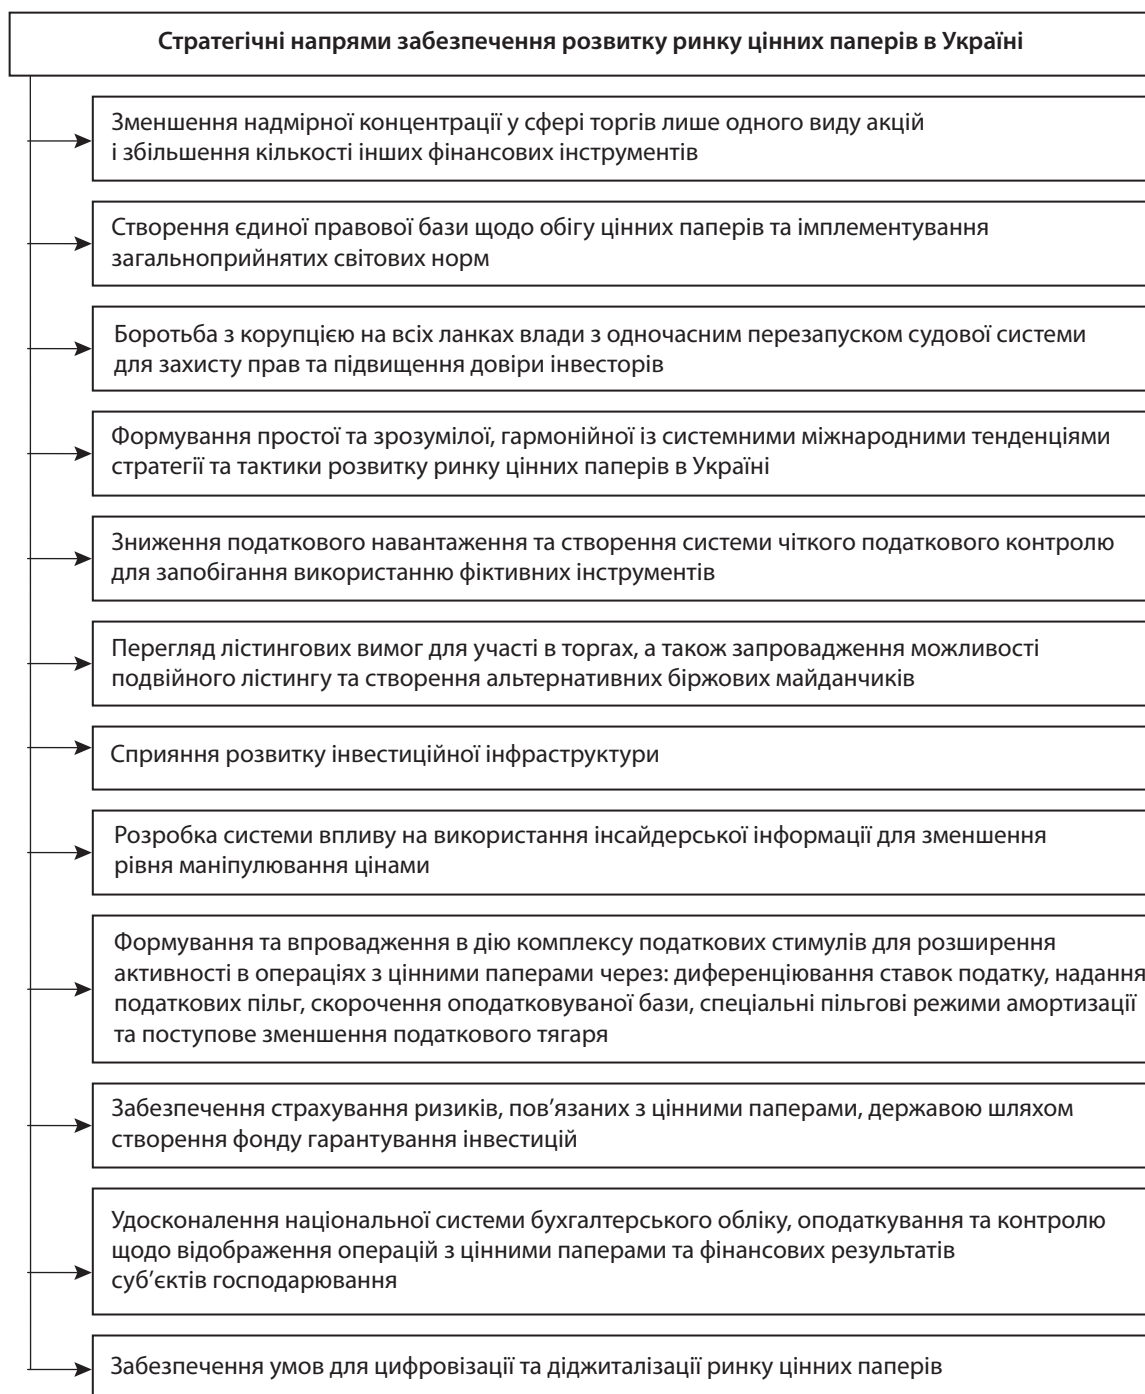 Стратегічні напрями забезпечення розвитку ринку цінних паперів в Україні
Зменшення надмірної концентрації у сфері торгів лише одного виду акцій
і збільшення кількості інших фінансових інструментів
Створення єдиної правової бази щодо обігу цінних паперів та імплементування
загальноприйнятих світових норм
Боротьба з корупцією на всіх ланках влади з одночасним перезапуском судової системи
для захисту прав та підвищення довіри інвесторів
Формування простої та зрозумілої, гармонійної із системними міжнародними тенденціями
стратегії та тактики розвитку ринку цінних паперів в Україні
Зниження податкового навантаження та створення системи чіткого податкового контролю
для запобігання використанню фіктивних інструментів
Перегляд лістингових вимог для участі в торгах, а також запровадження можливості
подвійного лістингу та створення альтернативних біржових майданчиків
Сприяння розвитку інвестиційної інфраструктури
Розробка системи впливу на використання інсайдерської інформації для зменшення
рівня маніпулювання цінами
Формування та впровадження в дію комплексу податкових стимулів для розширення
активності в операціях з цінними паперами через: диференціювання ставок податку, надання
податкових пільг, скорочення оподатковуваної бази, спеціальні пільгові режими амортизації
та поступове зменшення податкового тягаря
Забезпечення страхування ризиків, пов’язаних з цінними паперами, державою шляхом
створення фонду гарантування інвестицій
Удосконалення національної системи бухгалтерського обліку, оподаткування та контролю
щодо відображення операцій з цінними паперами та фінансових результатів
суб’єктів господарювання
Забезпечення умов для цифровізації та діджиталізації ринку цінних паперів